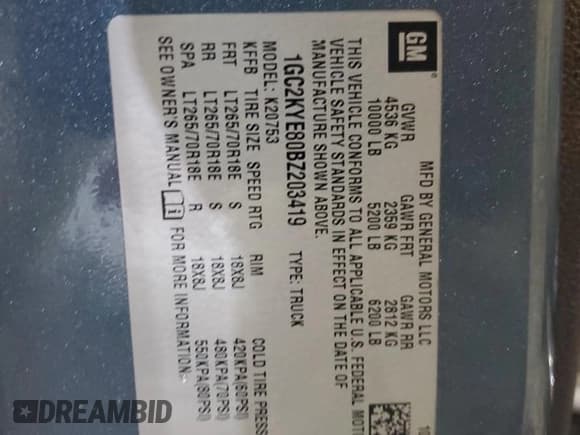 GM
MFD BY GENERAL MOTORS LLC
GVWR GAWR FRT GAWR RR
4536 KG 2359 KG 2812 KG
10000 LB 5200 LB 6200 LB
THIS VEHICLE CONFORMS TO ALL APPLICABLE U.S. FEDERAL MOT
VEHICLE SAFETY STANDARDS IN EFFECT ON THE DATE OF
MANUFACTURE SHOWN ABOVE.
1GC2KYE80BZ203419 TYPE: TRUCK
MODEL: K20753
KFFB TIRE SIZE SPEED RTG RIM COLD TIRE PRESS
FRT LT265/70R18E S 18X8J 420KPA(60PSI)
RR LT265/70R18E S 18X8J 480KPA(70PSI)
SPA LT265/70R18E R 18X8J 550KPA(80PSI)
SEE OWNER'S MANUAL FOR MORE INFORMATION.
DREAMBID